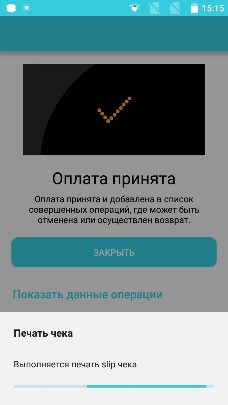 15:15
Оплата принята
Оплата принята и добавлена в список
совершенных операций, где может быть
отменена или осуществлен возврат.
ЗАКРЫТЬ
Показать данные операции
Печать чека
Выполняется печать slip чека